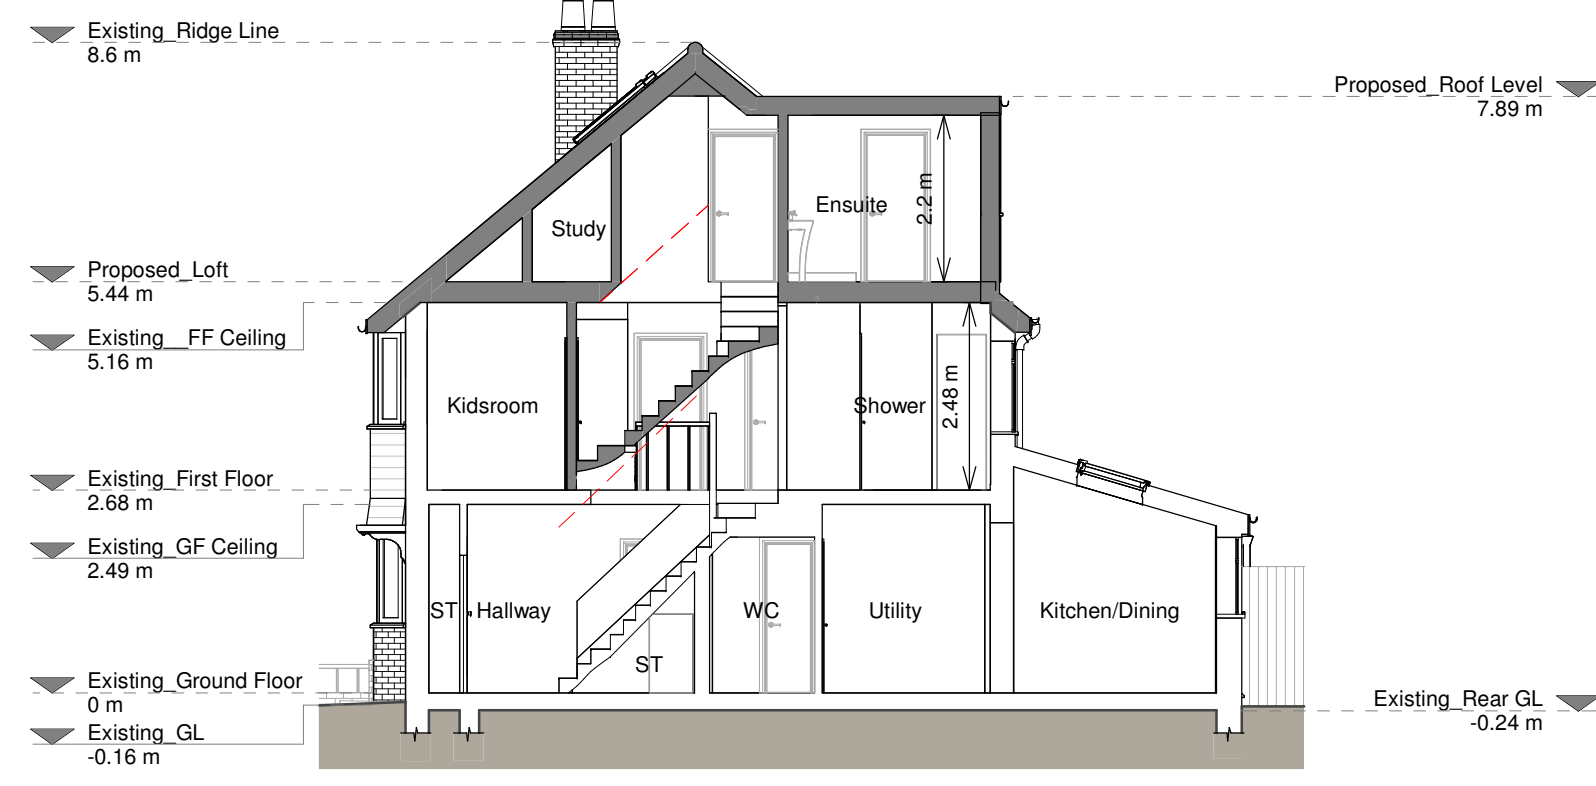 Existing_Ridge Line
8.6 m
Proposed_Roof Level
7.89 m
Ensuite
2.2 m
Study
Proposed_Loft
5.44 m
Existing__FF Ceiling
5.16 m
Kidsroom
Shower
2.48 m
Existing_First Floor
2.68 m
Existing_GF Ceiling
2.49 m
ST
Hallway
WC
Utility
Kitchen/Dining
ST
Existing_Ground Floor
0 m
Existing_Rear GL
-0.24 m
Existing_GL
-0.16 m